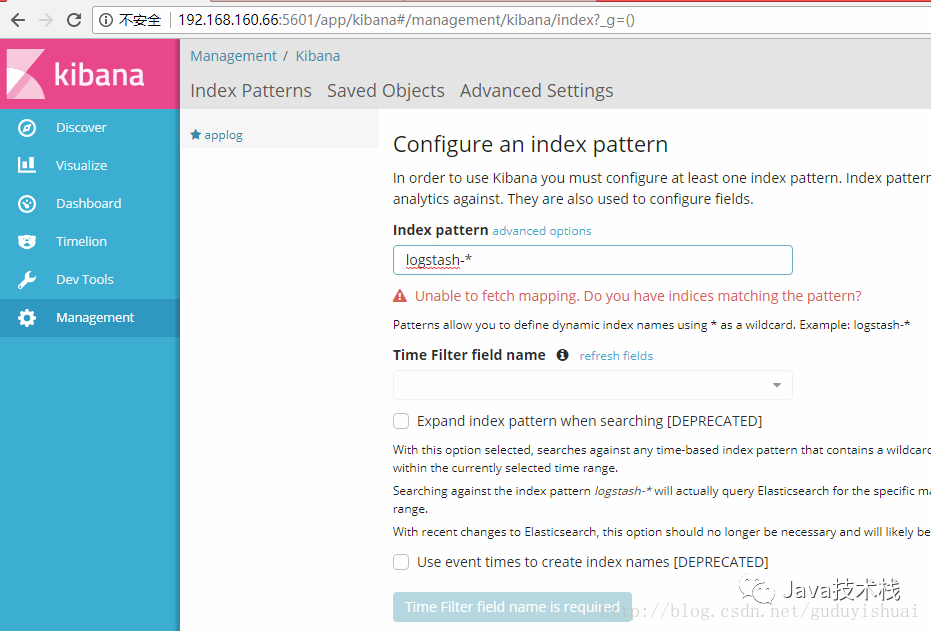 不安全 192.168.160.66:5601/app/kibana#/management/kibana/index?_g=()
kibana
Discover
Visualize
Dashboard
Timelion
Dev Tools
Management
Management / Kibana
Index Patterns Saved Objects Advanced Settings
applog
Configure an index pattern
In order to use Kibana you must configure at least one index pattern. Index pattern
analytics against. They are also used to configure fields.
Index pattern advanced options
logstash-*
Unable to fetch mapping. Do you have indices matching the pattern?
Patterns allow you to define dynamic index names using * as a wildcard. Example: logstash-*
Time Filter field name refresh fields
Expand index pattern when searching [DEPRECATED]
With this option selected, searches against any time-based index pattern that contains a wildcard
within the currently selected time range.
Searching against the index pattern logstash-* will actually query Elasticsearch for the specific ma
range.
With recent changes to Elasticsearch, this option should no longer be necessary and will likely be
Use event times to create index names [DEPRECATED]
Time Filter field name is required
Java技术栈
http://blog.csdn.net/guduyishuai